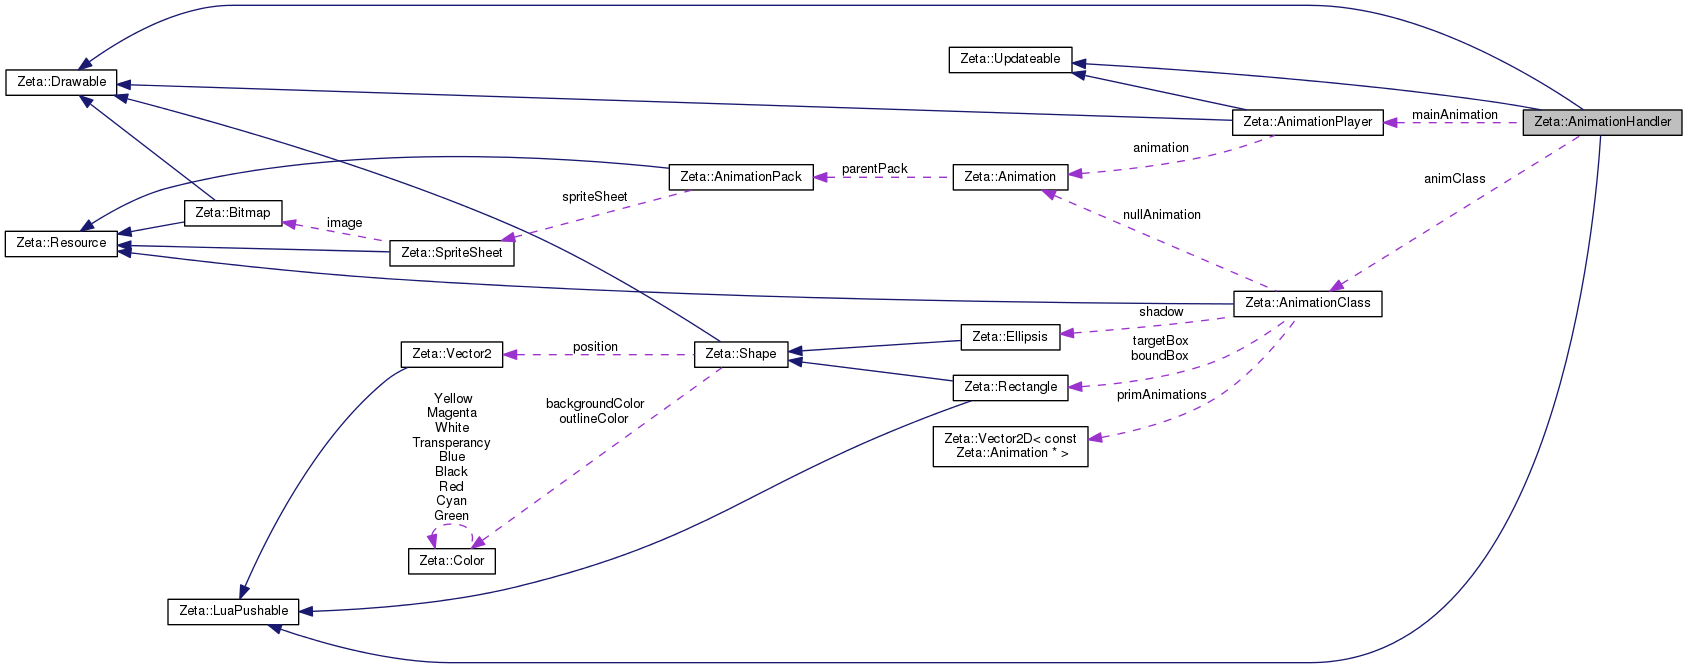 Zeta::Updateable
Zeta::Drawable
mainAnimation
Zeta::AnimationPlayer
Zeta::AnimationHandler
animation
parentPack
Zeta::AnimationPack
Zeta::Animation
animClass
spriteSheet
Zeta::Bitmap
image
nullAnimation
Zeta::Resource
Zeta::SpriteSheet
Zeta::AnimationClass
shadow
Zeta::Ellipsis
targetBox
boundBox
position
Zeta::Vector2
Zeta::Shape
Zeta::Rectangle
primAnimations
backgroundColor
outlineColor
Yellow
Magenta
White
Transperancy
Blue
Black
Red
Cyan
Green
Zeta::Vector2D< const
Zeta::Animation * >
Zeta::Color
Zeta::LuaPushable